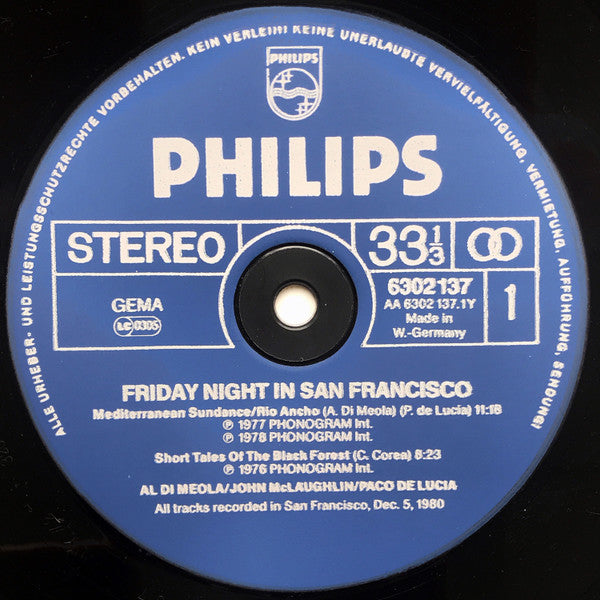 ALLE URHEBER- UND LEISTUNGSSCHUTZRECHTE VORBEHALTEN. KEIN VERLEIH! KEINE UNERLAUBTE VERVIELFÄLTIGUNG, VERMIETUNG, AUFFÜHRUNG, SENDUNG!
PHILIPS
PHILIPS
STEREO
33 1/3
GEMA
LC 0305
6302137
AA 6302 137.1Y
Made in
W.-Germany
1
FRIDAY NIGHT IN SAN FRANCISCO
Mediterranean Sundance/Rio Ancho (A. Di Meola) (P. de Lucia) 11:18
℗ 1977 PHONOGRAM Int.
℗ 1978 PHONOGRAM Int.
Short Tales Of The Black Forest (C. Corea) 8:23
℗ 1976 PHONOGRAM Int.
AL DI MEOLA/JOHN McLAUGHLIN/PACO DE LUCIA
All tracks recorded in San Francisco, Dec. 5, 1980